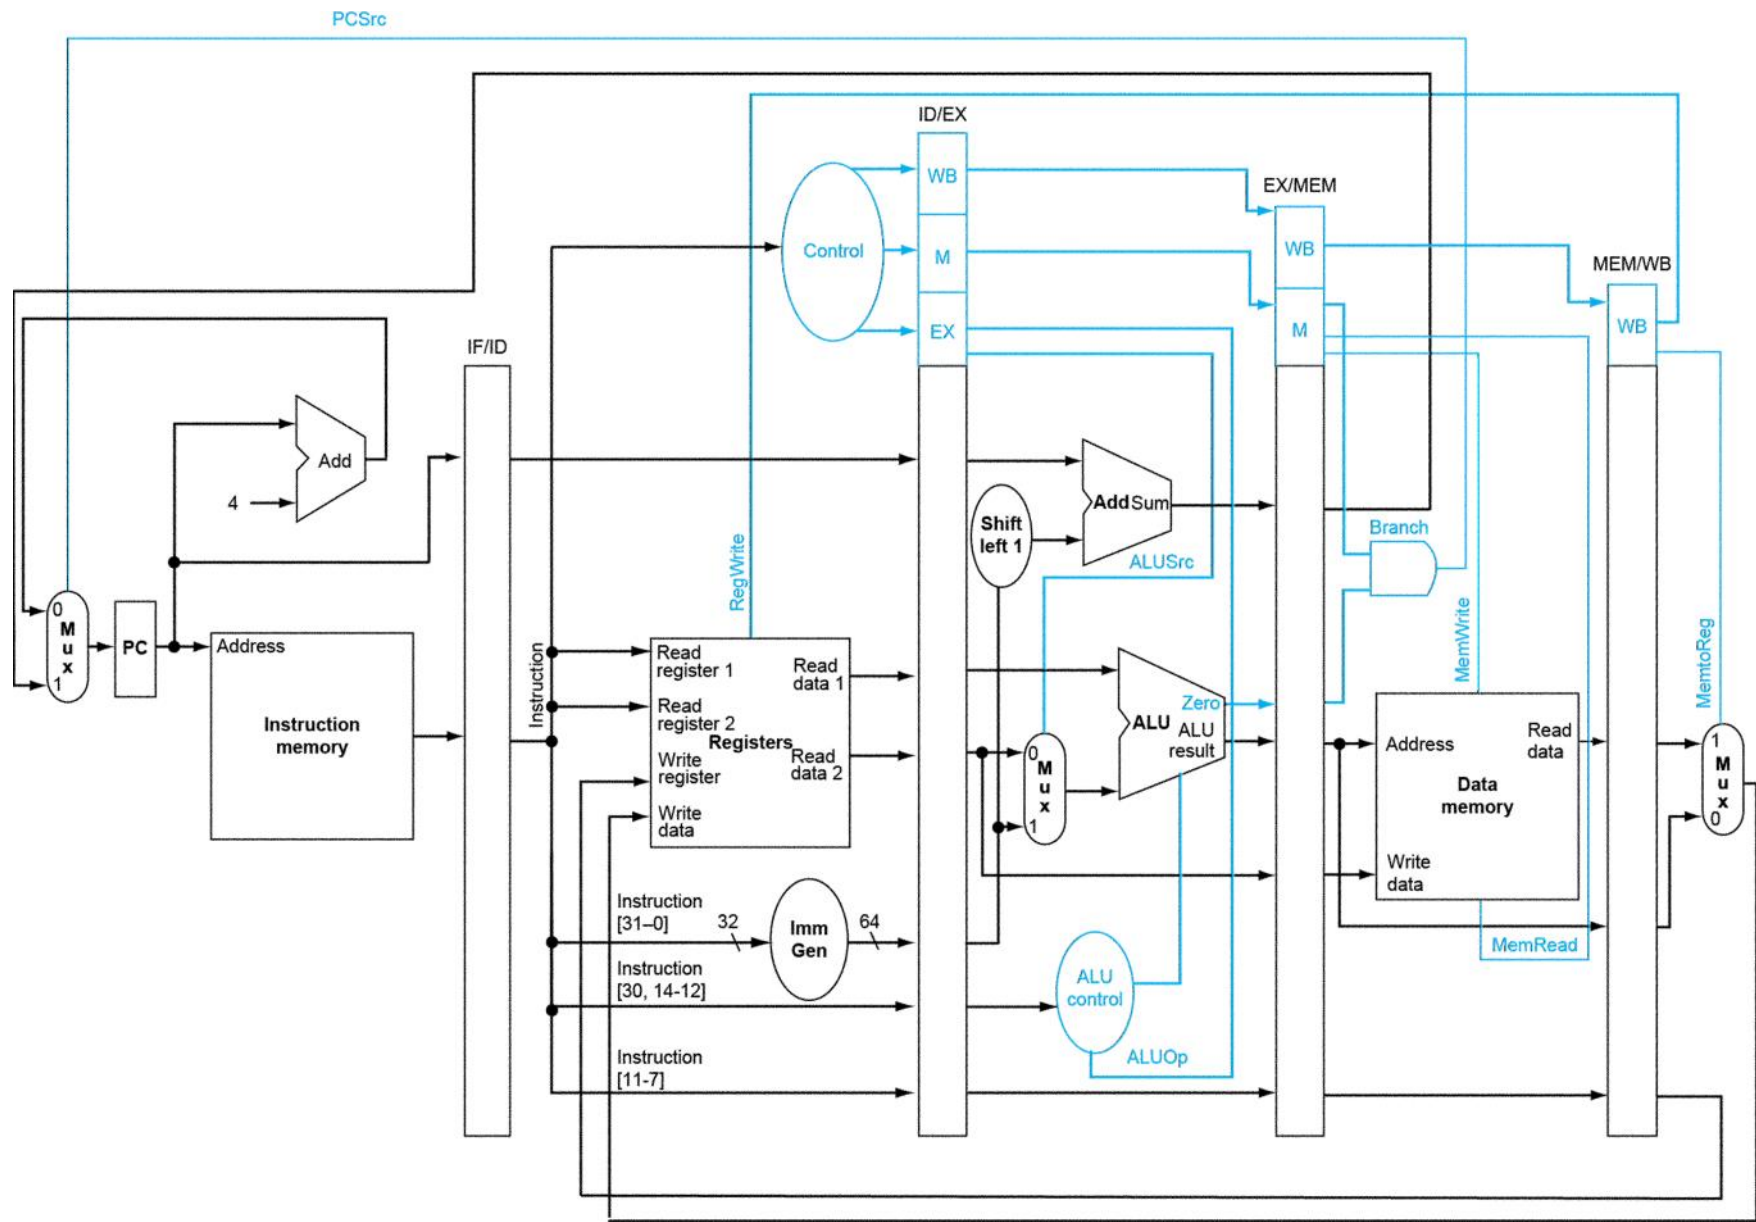 PCSrc
ID/EX
WB
EX/MEM
Control
M
WB
MEM/WB
EX
M
WB
IF/ID
Add
4
Add Sum
Shift
left 1
Branch
ALUSrc
RegWrite
MemWrite
MemtoReg
0
M
u
x
1
PC
Address
Instruction
memory
Instruction
Read
register 1
Read
data 1
Read
register 2
Registers
Write
register
Read
data 2
Write
data
Zero
ALU
ALU
result
0
M
u
x
1
Address
Read
data
Data
memory
Write
data
1
M
u
x
0
Instruction
[31–0]
32
Imm
Gen
64
MemRead
Instruction
[30, 14-12]
ALU
control
Instruction
[11-7]
ALUOp